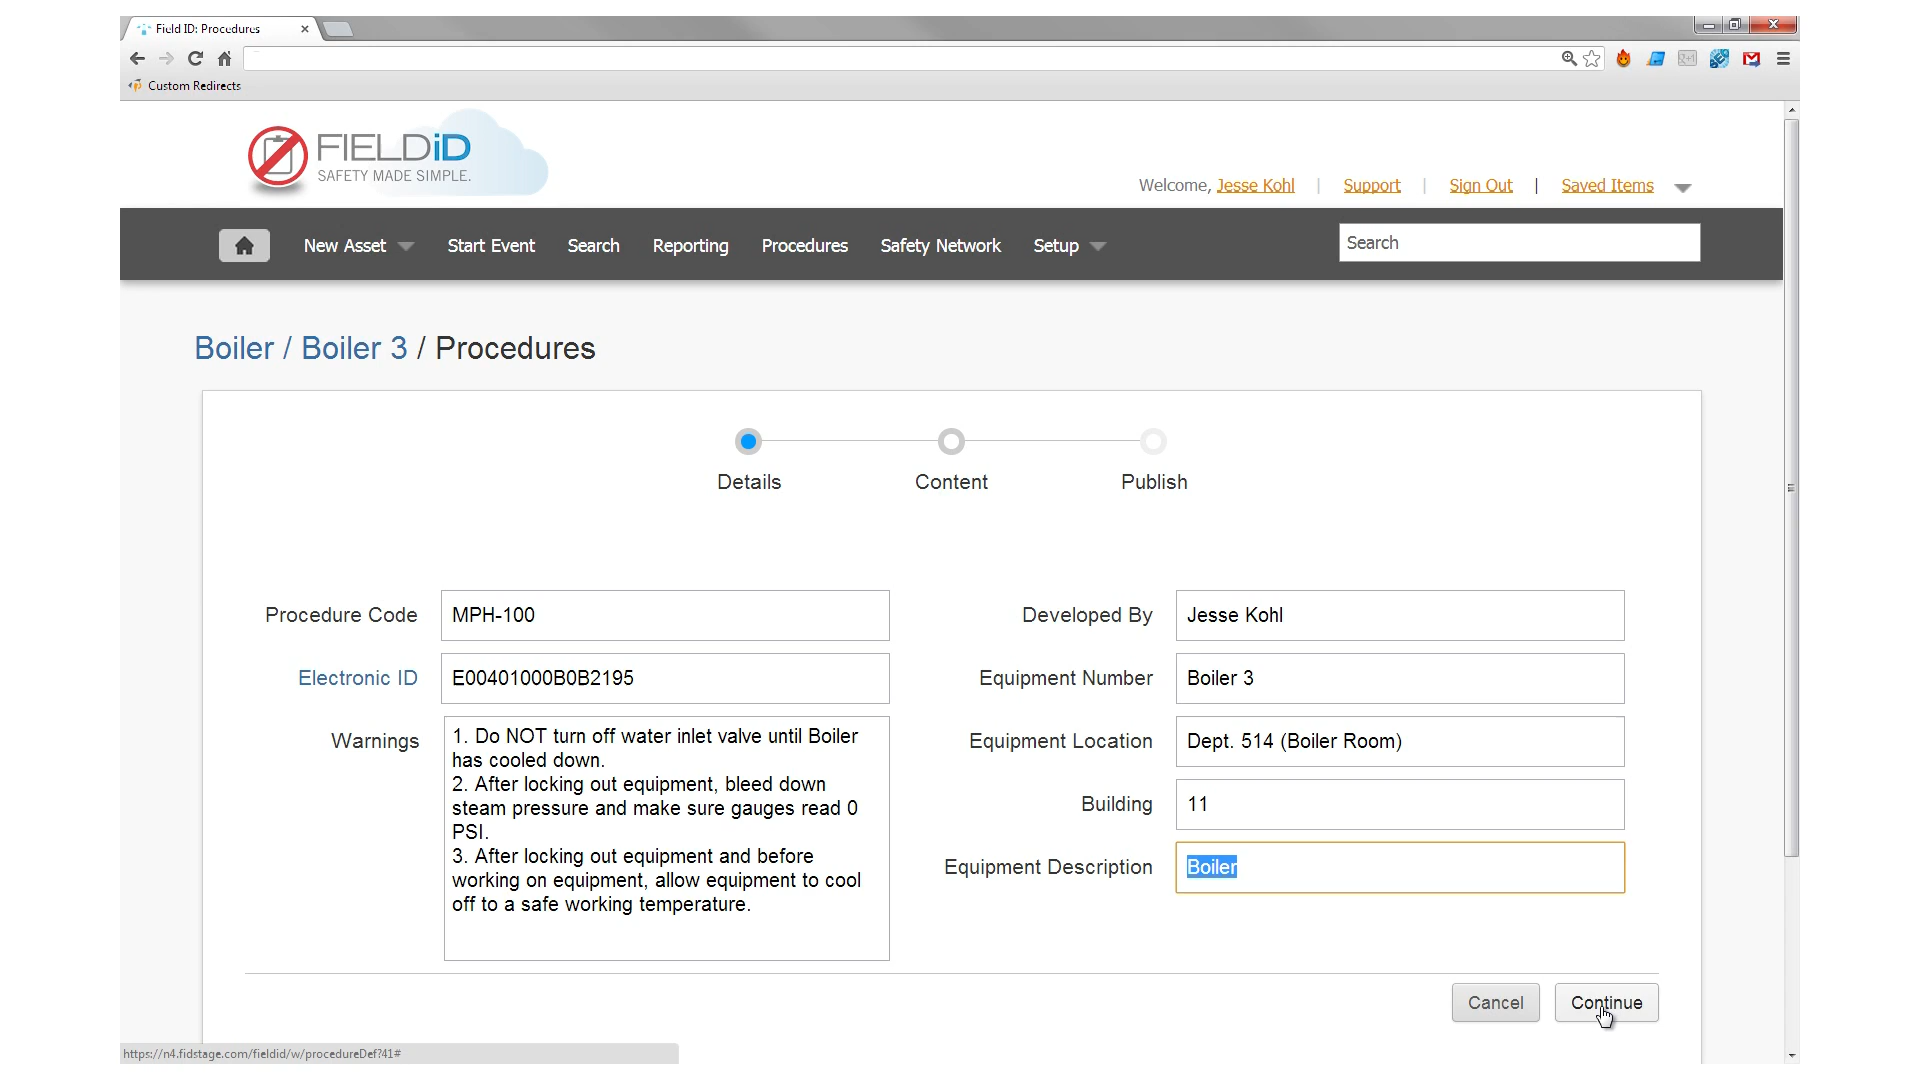 Field ID: Procedures
Custom Redirects
FIELDiD
SAFETY MADE SIMPLE.
Welcome, Jesse Kohl | Support | Sign Out | Saved Items
New Asset Start Event Search Reporting Procedures Safety Network Setup Search
Boiler / Boiler 3 / Procedures
Details Content Publish
Procedure Code MPH-100
Electronic ID E00401000B0B2195
Warnings
1. Do NOT turn off water inlet valve until Boiler
has cooled down.
2. After locking out equipment, bleed down
steam pressure and make sure gauges read 0
PSI.
3. After locking out equipment and before
working on equipment, allow equipment to cool
off to a safe working temperature.
Developed By Jesse Kohl
Equipment Number Boiler 3
Equipment Location Dept. 514 (Boiler Room)
Building 11
Equipment Description Boiler
Cancel Continue
https://n4.fidstage.com/fieldid/w/procedureDef?41#